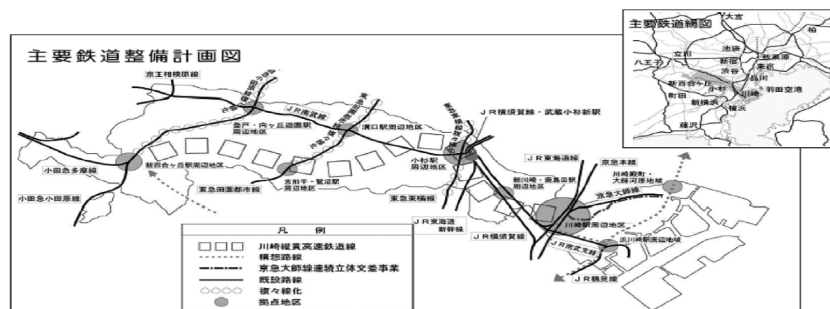 主要鉄道整備計画図
京王相模原線
JR南武線
登戸・向ヶ丘遊園駅
周辺地区
溝口駅周辺地区
JR横須賀線・武蔵小杉新駅
小杉駅
周辺地区
新百合ヶ丘駅周辺地区
宮前平・鷺沼駅
周辺地区
小田急多摩線
小田急小田原線
東急田園都市線
東急東横線
JR東海道
新幹線
JR横須賀線
JR東海道線
京急本線
新川崎・鹿島田駅
周辺地区
京急大師線
川崎殿町・
大師河原地域
川崎駅周辺地区
浜川崎駅周辺地域
JR南武支線
JR鶴見線
凡 例
川崎縦貫高速鉄道線
構想路線
京急大師線連続立体交差事業
既設路線
複々線化
拠点地区
主要鉄道網図
大宮
柏
立川
池袋
秋葉原
八王子
新宿
東京
渋谷
品川
新百合ヶ丘
小杉
川崎
羽田空港
町田
新横浜
横浜
藤沢